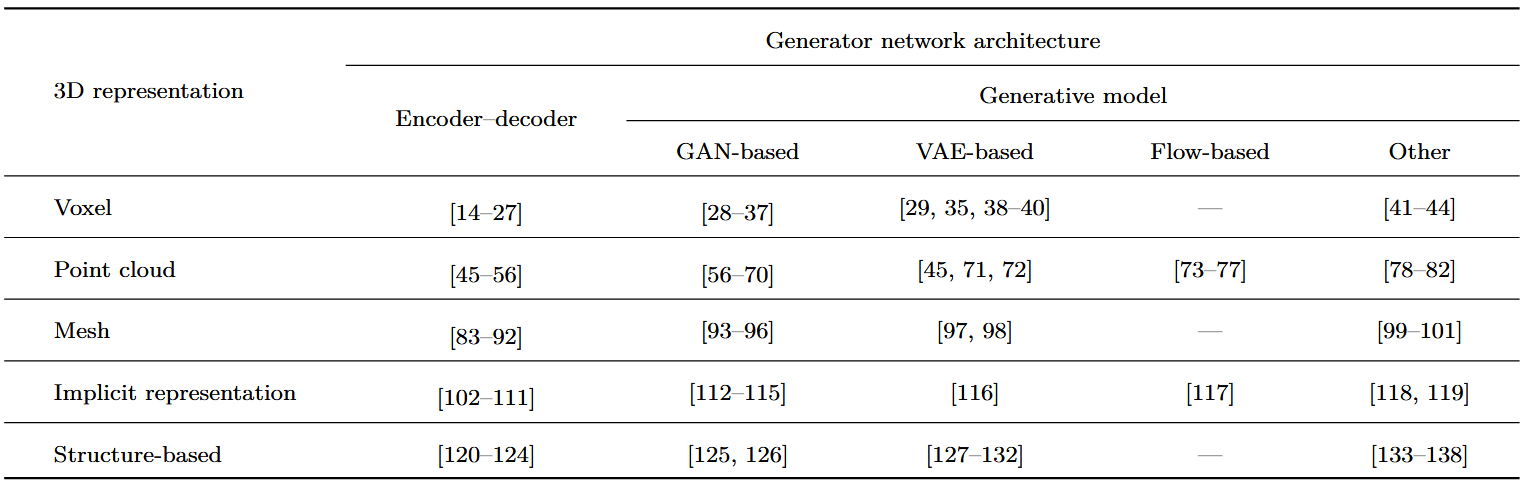 Generator network architecture
3D representation
Generative model
Encoder–decoder
GAN-based VAE-based Flow-based Other
Voxel [14–27] [28–37] [29, 35, 38–40] — [41–44]
Point cloud [45–56] [56–70] [45, 71, 72] [73–77] [78–82]
Mesh [83–92] [93–96] [97, 98] — [99–101]
Implicit representation [102–111] [112–115] [116] [117] [118, 119]
Structure-based [120–124] [125, 126] [127–132] — [133–138]